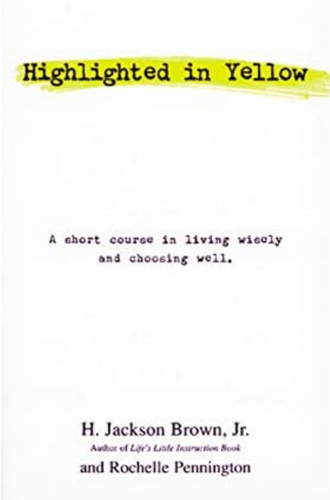 Highlighted in Yellow
A short course in living wisely
and choosing well.
H. Jackson Brown, Jr.
Author of Life's Little Instruction Book
and Rochelle Pennington